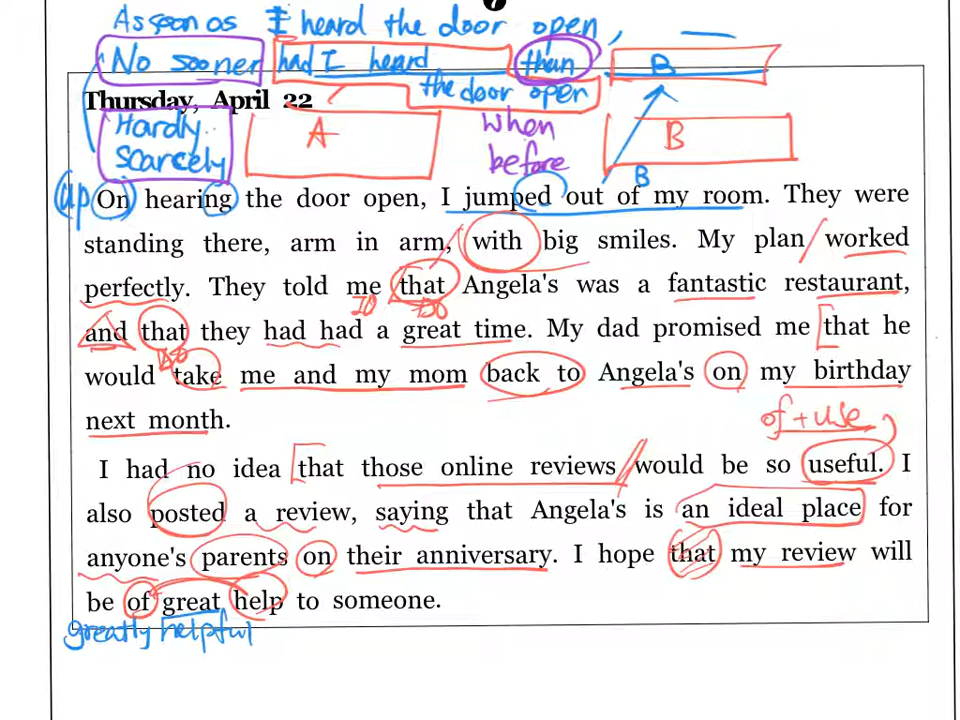 As soon as I heard the door open,
No sooner had I heard than B
the door open
Thursday, April 22
Hardly A when B
Scarcely before
B
(Up On hearing the door open, I jumped out of my room. They were
standing there, arm in arm, with big smiles. My plan worked
perfectly. They told me that Angela's was a fantastic restaurant,
IO DO
and that they had had a great time. My dad promised me that he
DO
would take me and my mom back to Angela's on my birthday
next month.
of + use
I had no idea that those online reviews would be so useful. I
also posted a review, saying that Angela's is an ideal place for
anyone's parents on their anniversary. I hope that my review will
be of great help to someone.
greatly helpful